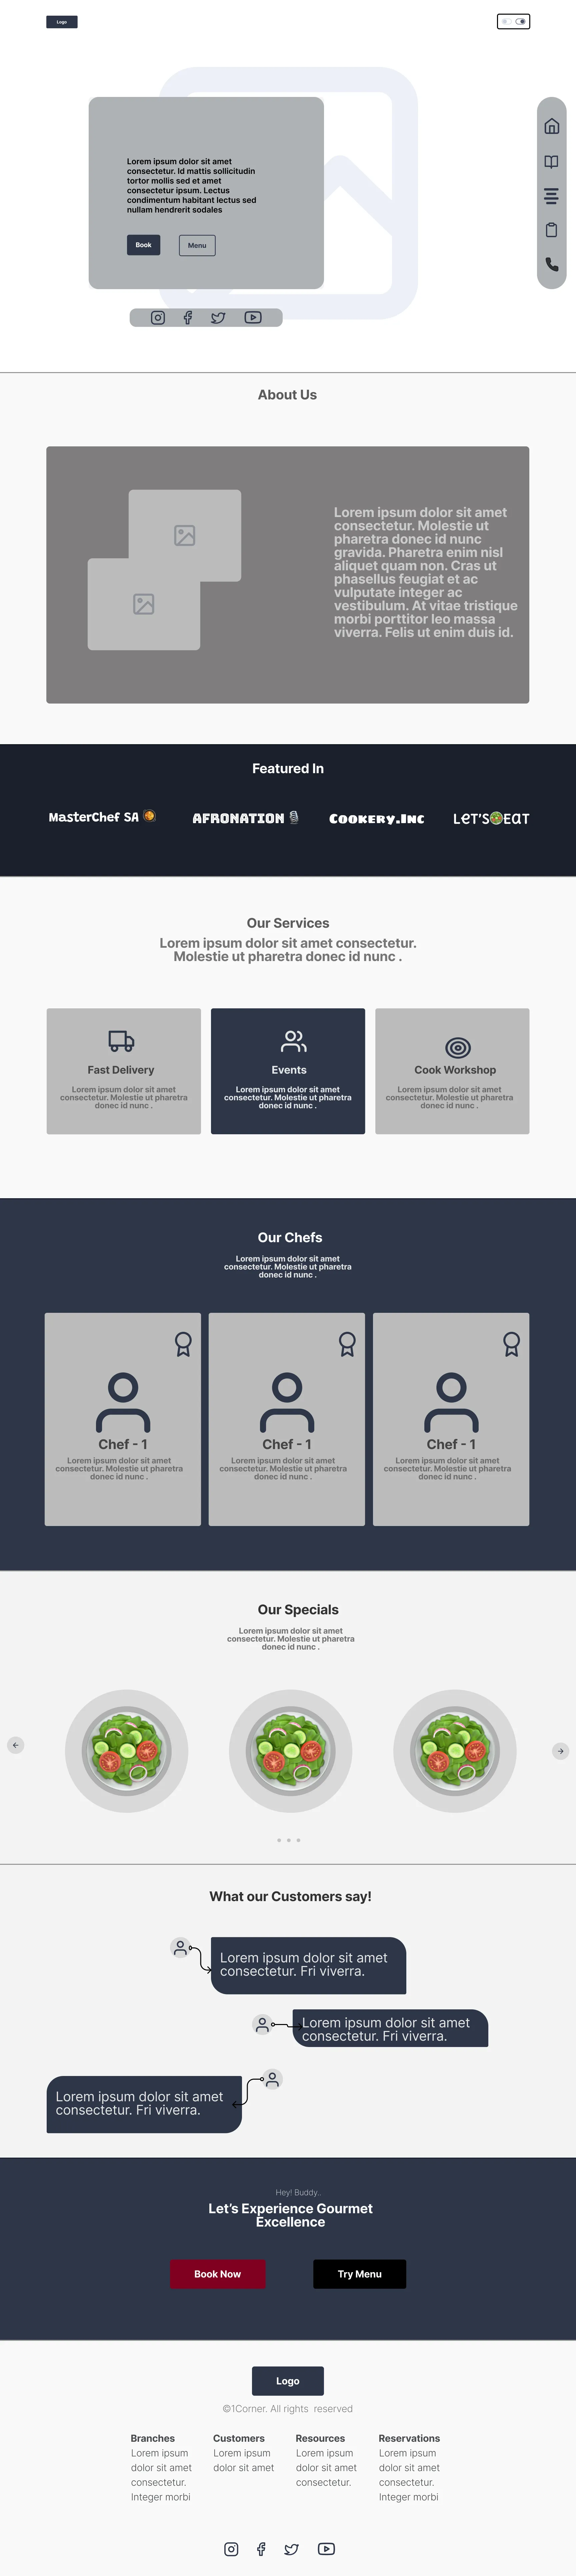 Logo
Lorem ipsum dolor sit amet
consectetur. Id mattis sollicitudin
tortor mollis sed et amet
consectetur ipsum. Lectus
condimentum habitant lectus sed
nullam hendrerit sodales
Book
Menu
About Us
Lorem ipsum dolor sit amet
consectetur. Molestie ut
pharetra donec id nunc
gravida. Pharetra enim nisl
aliquet quam non. Cras ut
phasellus feugiat et ac
vulputate integer ac
vestibulum. At vitae tristique
morbi porttitor leo massa
viverra. Felis ut enim duis id.
Featured In
MasterChef SA
AFRONATION
Cookery.Inc
LET'S EAT
Our Services
Lorem ipsum dolor sit amet consectetur.
Molestie ut pharetra donec id nunc .
Fast Delivery
Lorem ipsum dolor sit amet
consectetur. Molestie ut pharetra
donec id nunc .
Events
Lorem ipsum dolor sit amet
consectetur. Molestie ut pharetra
donec id nunc .
Cook Workshop
Lorem ipsum dolor sit amet
consectetur. Molestie ut pharetra
donec id nunc .
Our Chefs
Lorem ipsum dolor sit amet
consectetur. Molestie ut pharetra
donec id nunc .
Chef - 1
Lorem ipsum dolor sit amet
consectetur. Molestie ut pharetra
donec id nunc .
Chef - 1
Lorem ipsum dolor sit amet
consectetur. Molestie ut pharetra
donec id nunc .
Chef - 1
Lorem ipsum dolor sit amet
consectetur. Molestie ut pharetra
donec id nunc .
Our Specials
Lorem ipsum dolor sit amet
consectetur. Molestie ut pharetra
donec id nunc .
What our Customers say!
Lorem ipsum dolor sit amet
consectetur. Fri viverra.
Lorem ipsum dolor sit amet
consectetur. Fri viverra.
Lorem ipsum dolor sit amet
consectetur. Fri viverra.
Hey! Buddy..
Let's Experience Gourmet
Excellence
Book Now
Try Menu
Logo
©1Corner. All rights reserved
Branches
Lorem ipsum
dolor sit amet
consectetur.
Integer morbi
Customers
Lorem ipsum
dolor sit amet
Resources
Lorem ipsum
dolor sit amet
consectetur.
Reservations
Lorem ipsum
dolor sit amet
consectetur.
Integer morbi